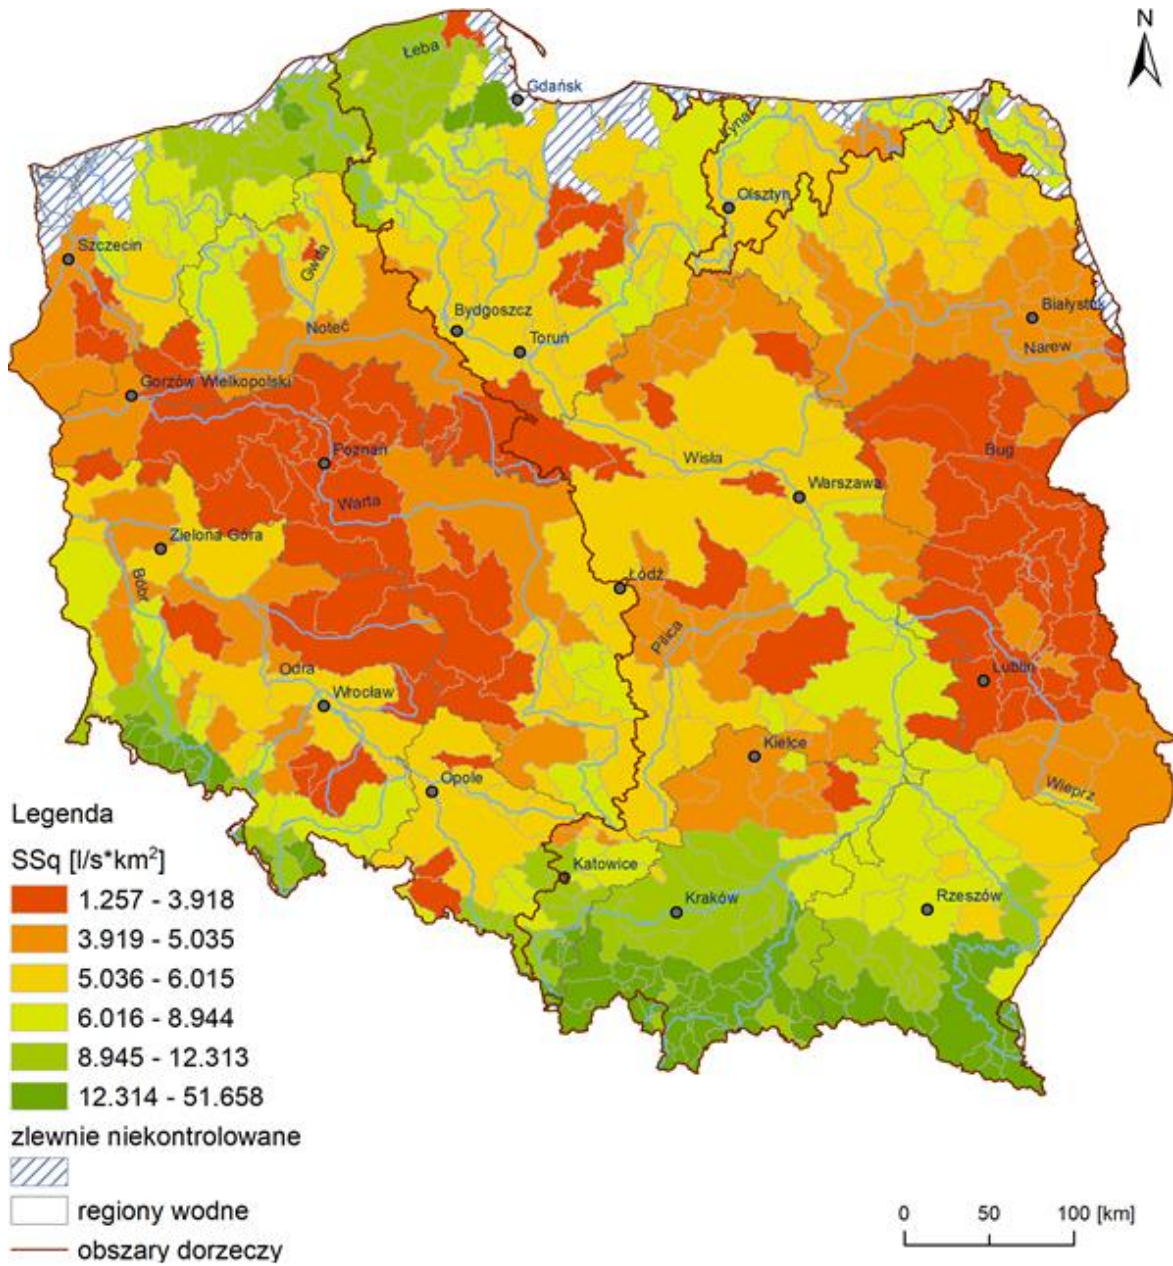 N
Łeba
Gdańsk
Łyna
Olsztyn
Szczecin
Gwda
Bydgoszcz
Białystok
Toruń
Noteć
Narew
Gorzów Wielkopolski
Poznań
Bug
Wisła
Warszawa
Warta
Zielona Góra
Bóbr
Łódź
Pilica
Lublin
Odra
Wrocław
Kielce
Opole
Wieprz
Katowice
Kraków
Rzeszów
Legenda
SSq [l/s*km²]
1.257 - 3.918
3.919 - 5.035
5.036 - 6.015
6.016 - 8.944
8.945 - 12.313
12.314 - 51.658
zlewnie niekontrolowane
regiony wodne
obszary dorzeczy
0 50 100 [km]